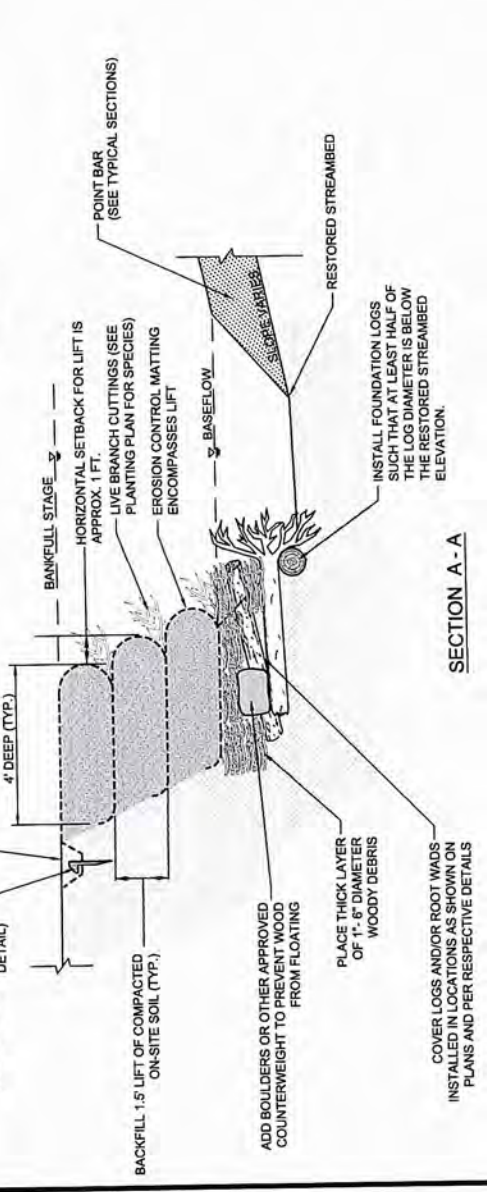 DETAIL)
4' DEEP (TYP.)
BANKFULL STAGE
HORIZONTAL SETBACK FOR LIFT IS
APPROX. 1 FT.
LIVE BRANCH CUTTINGS (SEE
PLANTING PLAN FOR SPECIES)
EROSION CONTROL MATTING
ENCOMPASSES LIFT
BASEFLOW
POINT BAR
(SEE TYPICAL SECTIONS)
SLOPE VARIES
RESTORED STREAMBED
INSTALL FOUNDATION LOGS
SUCH THAT AT LEAST HALF OF
THE LOG DIAMETER IS BELOW
THE RESTORED STREAMBED
ELEVATION.
BACKFILL 1.5' LIFT OF COMPACTED
ON-SITE SOIL (TYP.)
ADD BOULDERS OR OTHER APPROVED
COUNTERWEIGHT TO PREVENT WOOD
FROM FLOATING
PLACE THICK LAYER
OF 1"- 6" DIAMETER
WOODY DEBRIS
COVER LOGS AND/OR ROOT WADS
INSTALLED IN LOCATIONS AS SHOWN ON
PLANS AND PER RESPECTIVE DETAILS
SECTION A - A